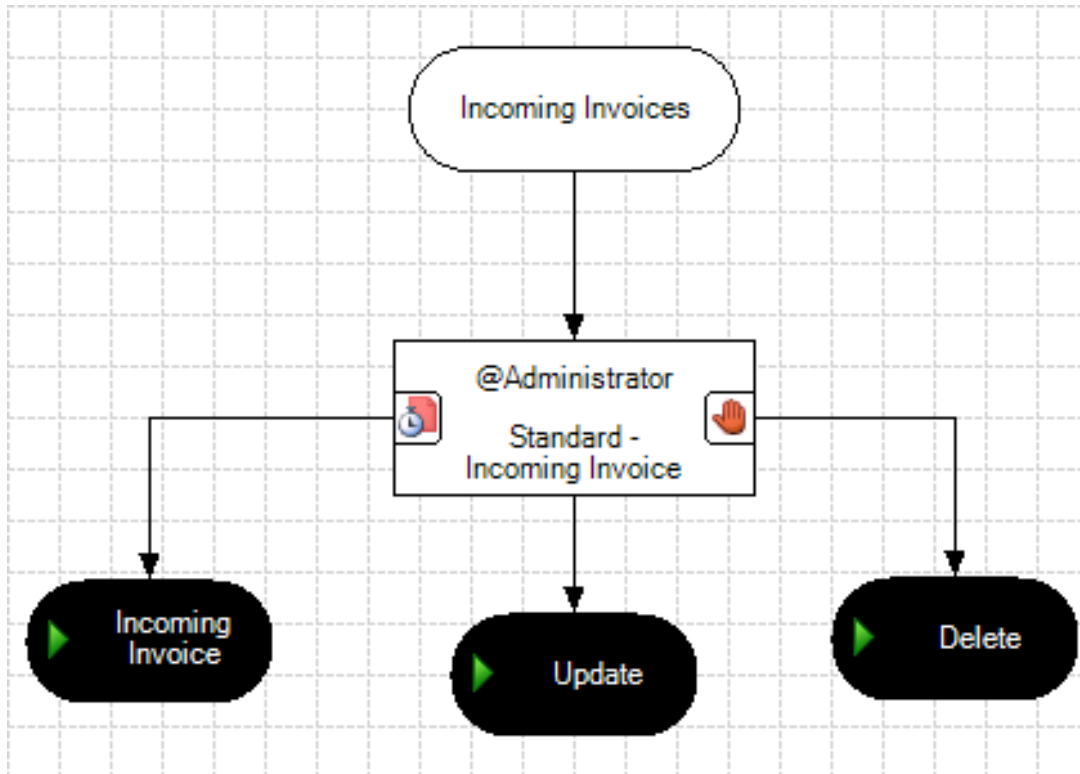 Incoming Invoices
@Administrator
Standard -
Incoming Invoice
Incoming
Invoice
Update
Delete